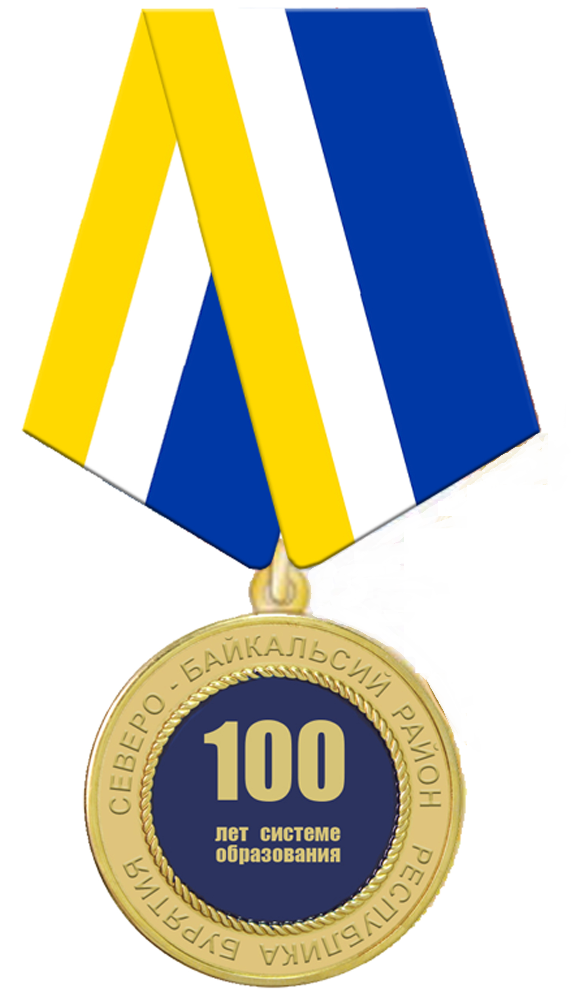 СЕВЕРО - БАЙКАЛЬСИЙ РАЙОН РЕСПУБЛИКА БУРЯТИЯ
100
лет системе
образования